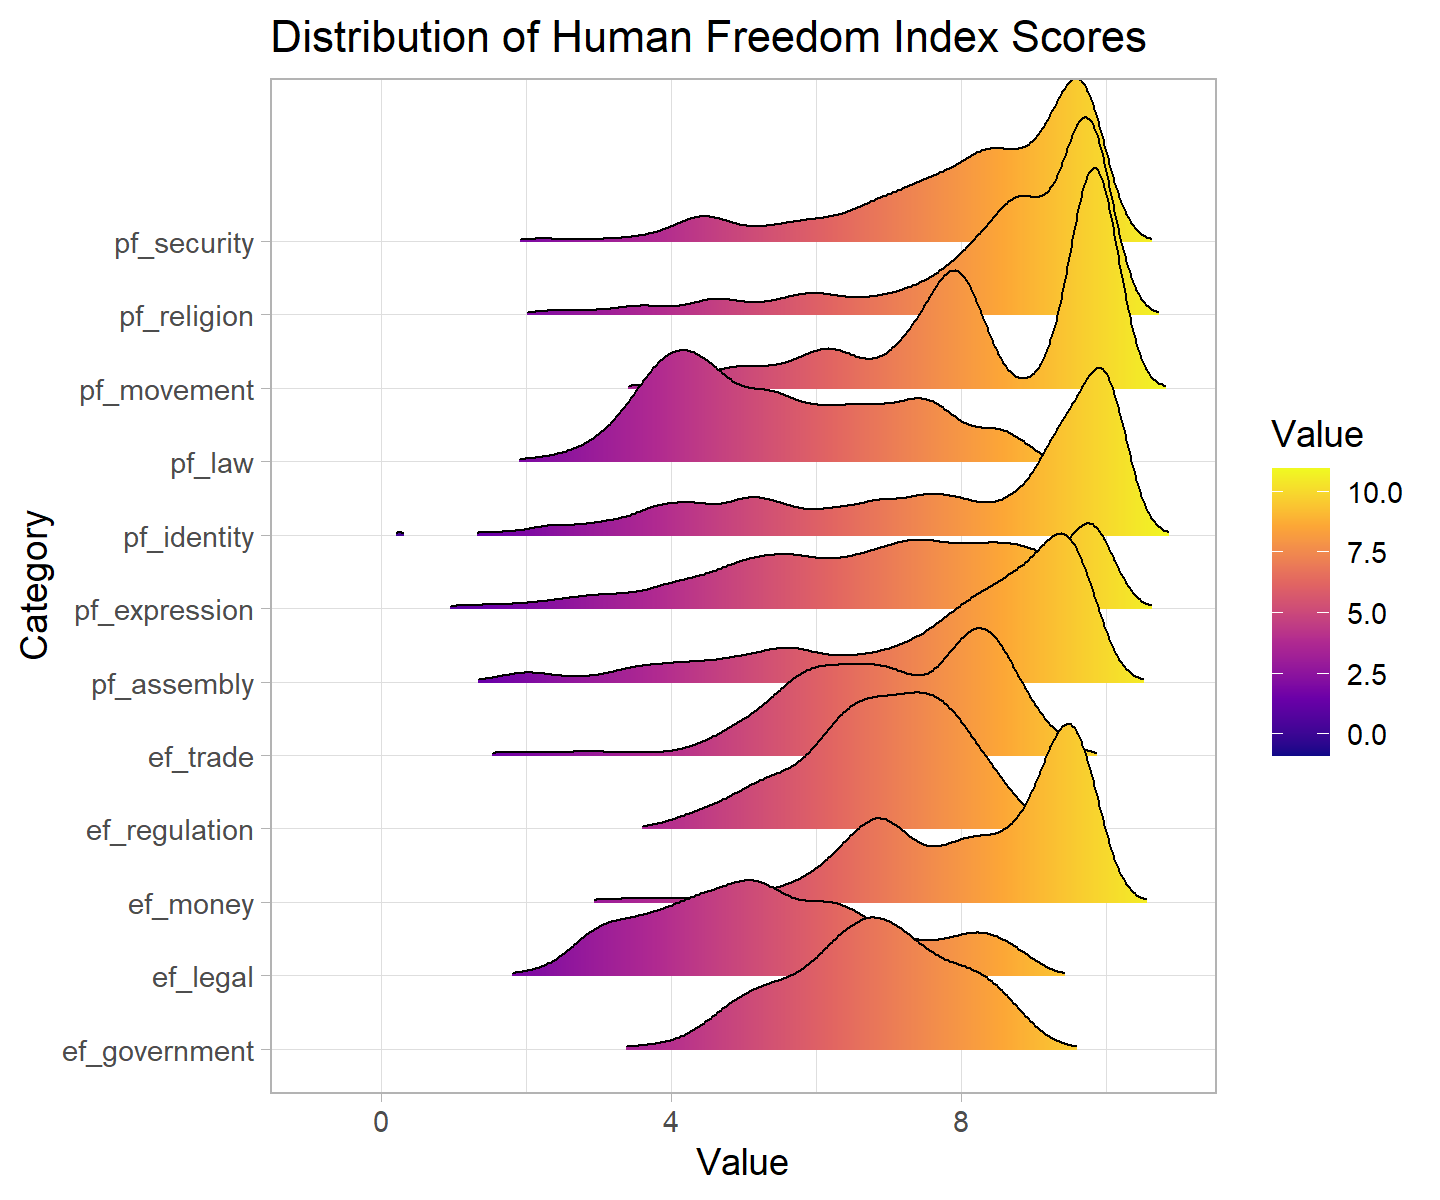 Distribution of Human Freedom Index Scores
Category
pf_security
pf_religion
pf_movement
pf_law
pf_identity
pf_expression
pf_assembly
ef_trade
ef_regulation
ef_money
ef_legal
ef_government
0 4 8
Value
Value
10.0
7.5
5.0
2.5
0.0